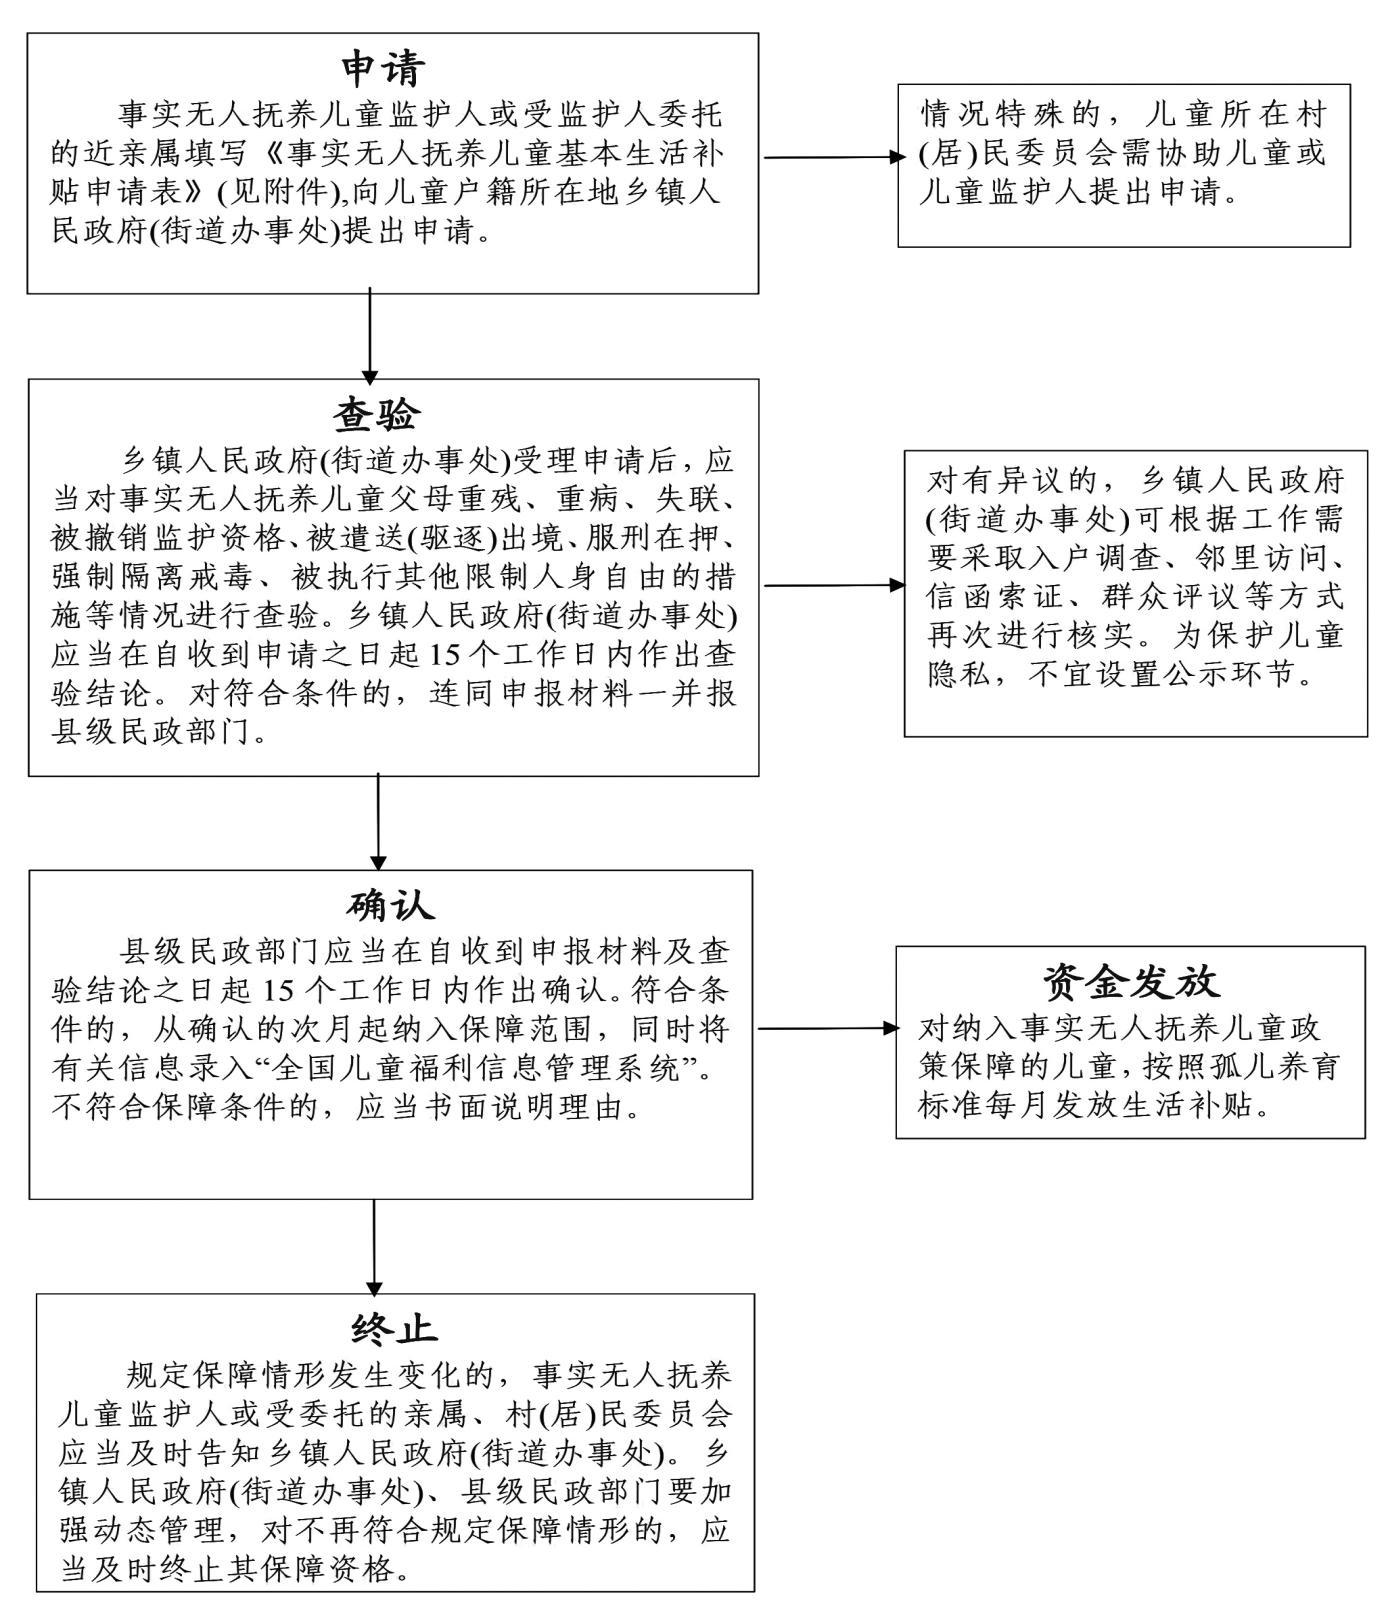 申请
事实无人抚养儿童监护人或受监护人委托
的近亲属填写《事实无人抚养儿童基本生活补
贴申请表》(见附件),向儿童户籍所在地乡镇人
民政府(街道办事处)提出申请。
情况特殊的，儿童所在村
(居)民委员会需协助儿童或
儿童监护人提出申请。
查验
乡镇人民政府(街道办事处)受理申请后，应
当对事实无人抚养儿童父母重残、重病、失联、
被撤销监护资格、被遣送(驱逐)出境、服刑在押、
强制隔离戒毒、被执行其他限制人身自由的措
施等情况进行查验。乡镇人民政府(街道办事处)
应当在自收到申请之日起15个工作日内作出查
验结论。对符合条件的，连同申报材料一并报
县级民政部门。
对有异议的，乡镇人民政府
(街道办事处)可根据工作需
要采取入户调查、邻里访问、
信函索证、群众评议等方式
再次进行核实。为保护儿童
隐私，不宜设置公示环节。
确认
县级民政部门应当在自收到申报材料及查
验结论之日起15个工作日内作出确认。符合条
件的，从确认的次月起纳入保障范围，同时将
有关信息录入“全国儿童福利信息管理系统”。
不符合保障条件的，应当书面说明理由。
资金发放
对纳入事实无人抚养儿童政
策保障的儿童，按照孤儿养育
标准每月发放生活补贴。
终止
规定保障情形发生变化的，事实无人抚养
儿童监护人或受委托的亲属、村(居)民委员会
应当及时告知乡镇人民政府(街道办事处)。乡
镇人民政府(街道办事处)、县级民政部门要加
强动态管理，对不再符合规定保障情形的，应
当及时终止其保障资格。